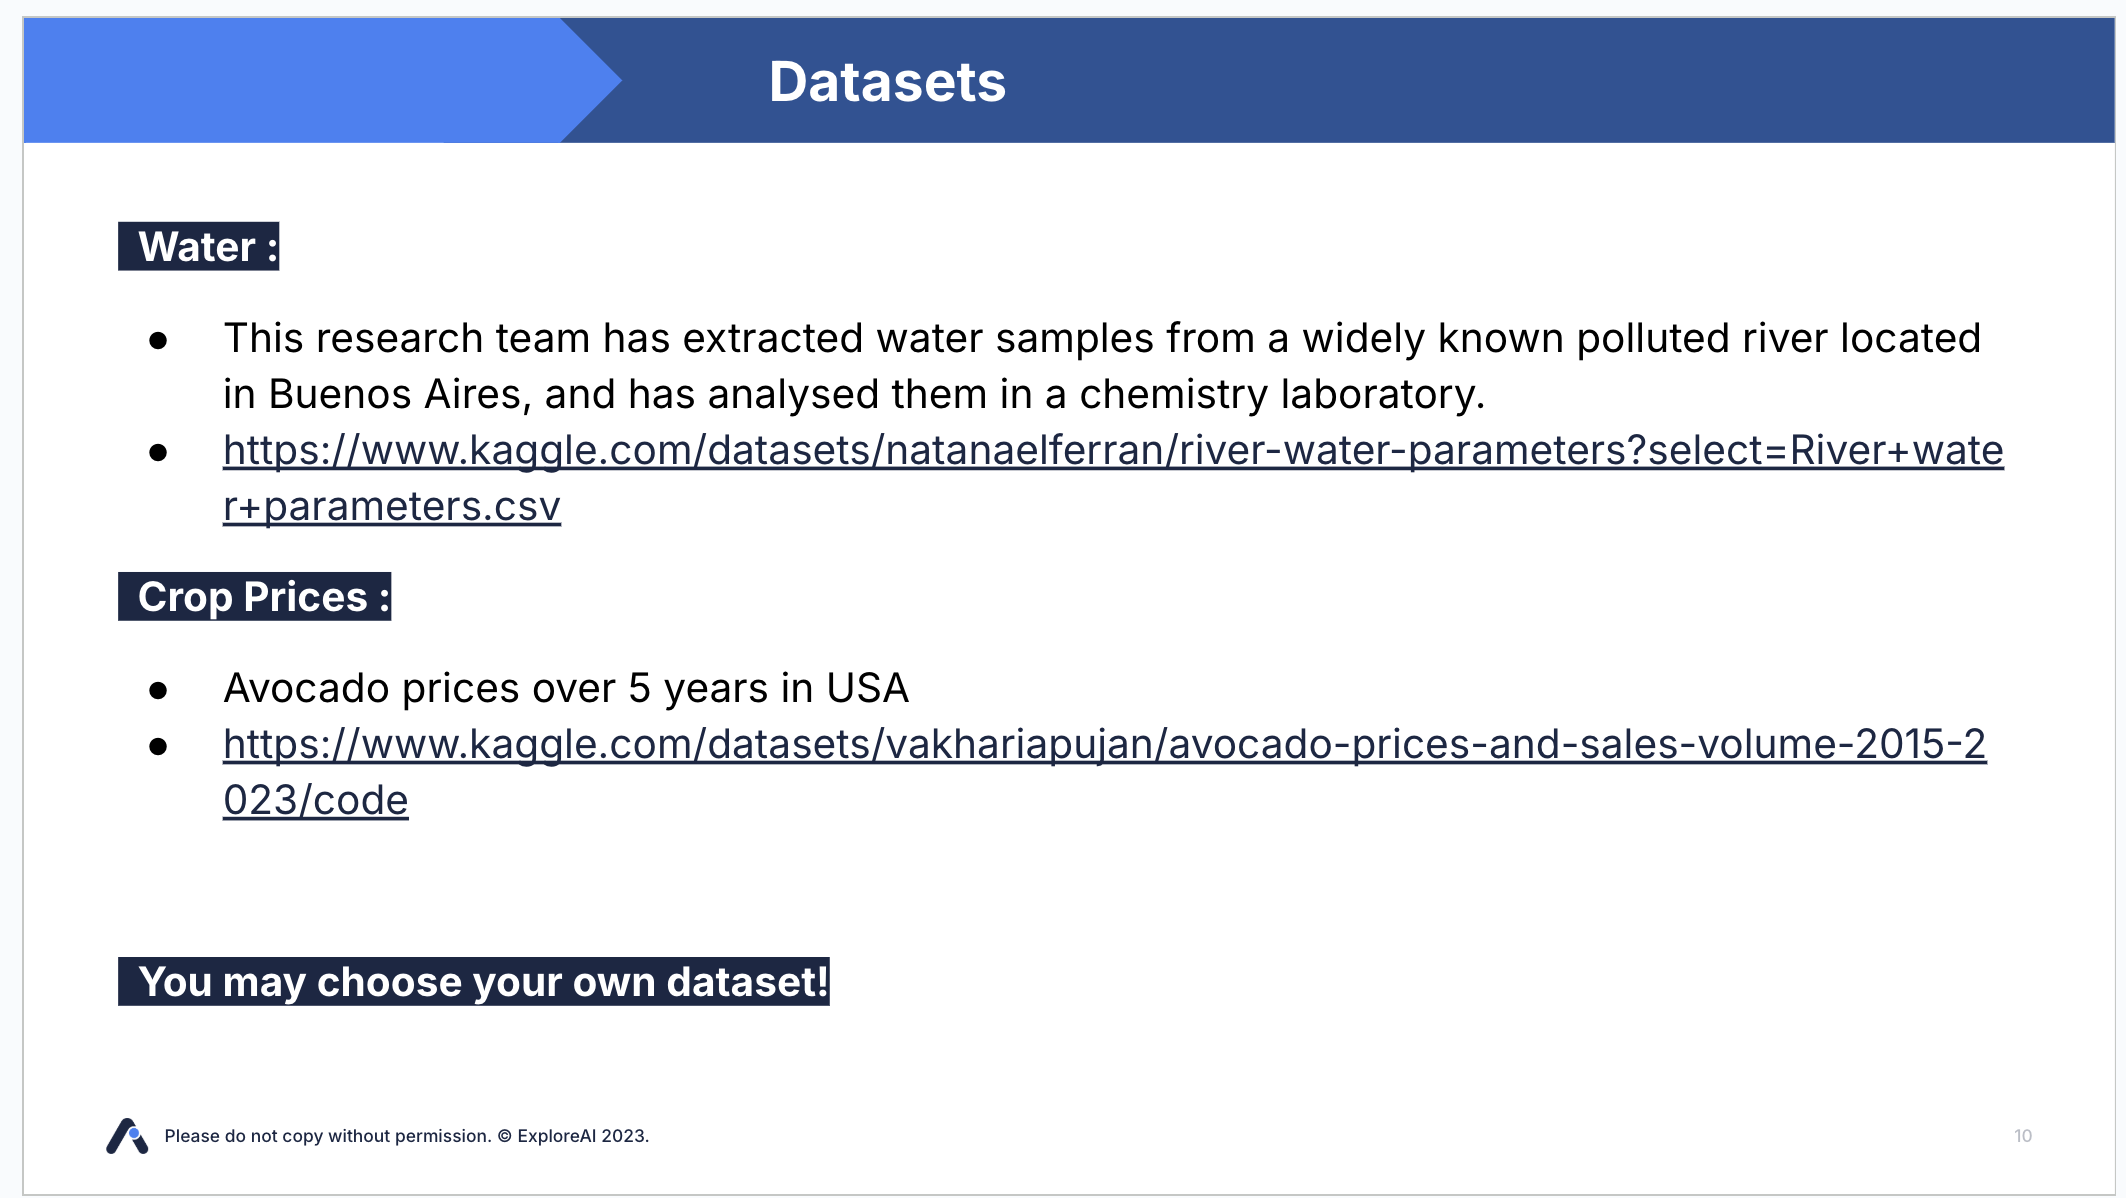 Datasets
Water :
● This research team has extracted water samples from a widely known polluted river located
in Buenos Aires, and has analysed them in a chemistry laboratory.
● https://www.kaggle.com/datasets/natanaelferran/river-water-parameters?select=River+wate
r+parameters.csv
Crop Prices :
● Avocado prices over 5 years in USA
● https://www.kaggle.com/datasets/vakhariapujan/avocado-prices-and-sales-volume-2015-2
023/code
You may choose your own dataset!
Please do not copy without permission. © ExploreAI 2023.
10